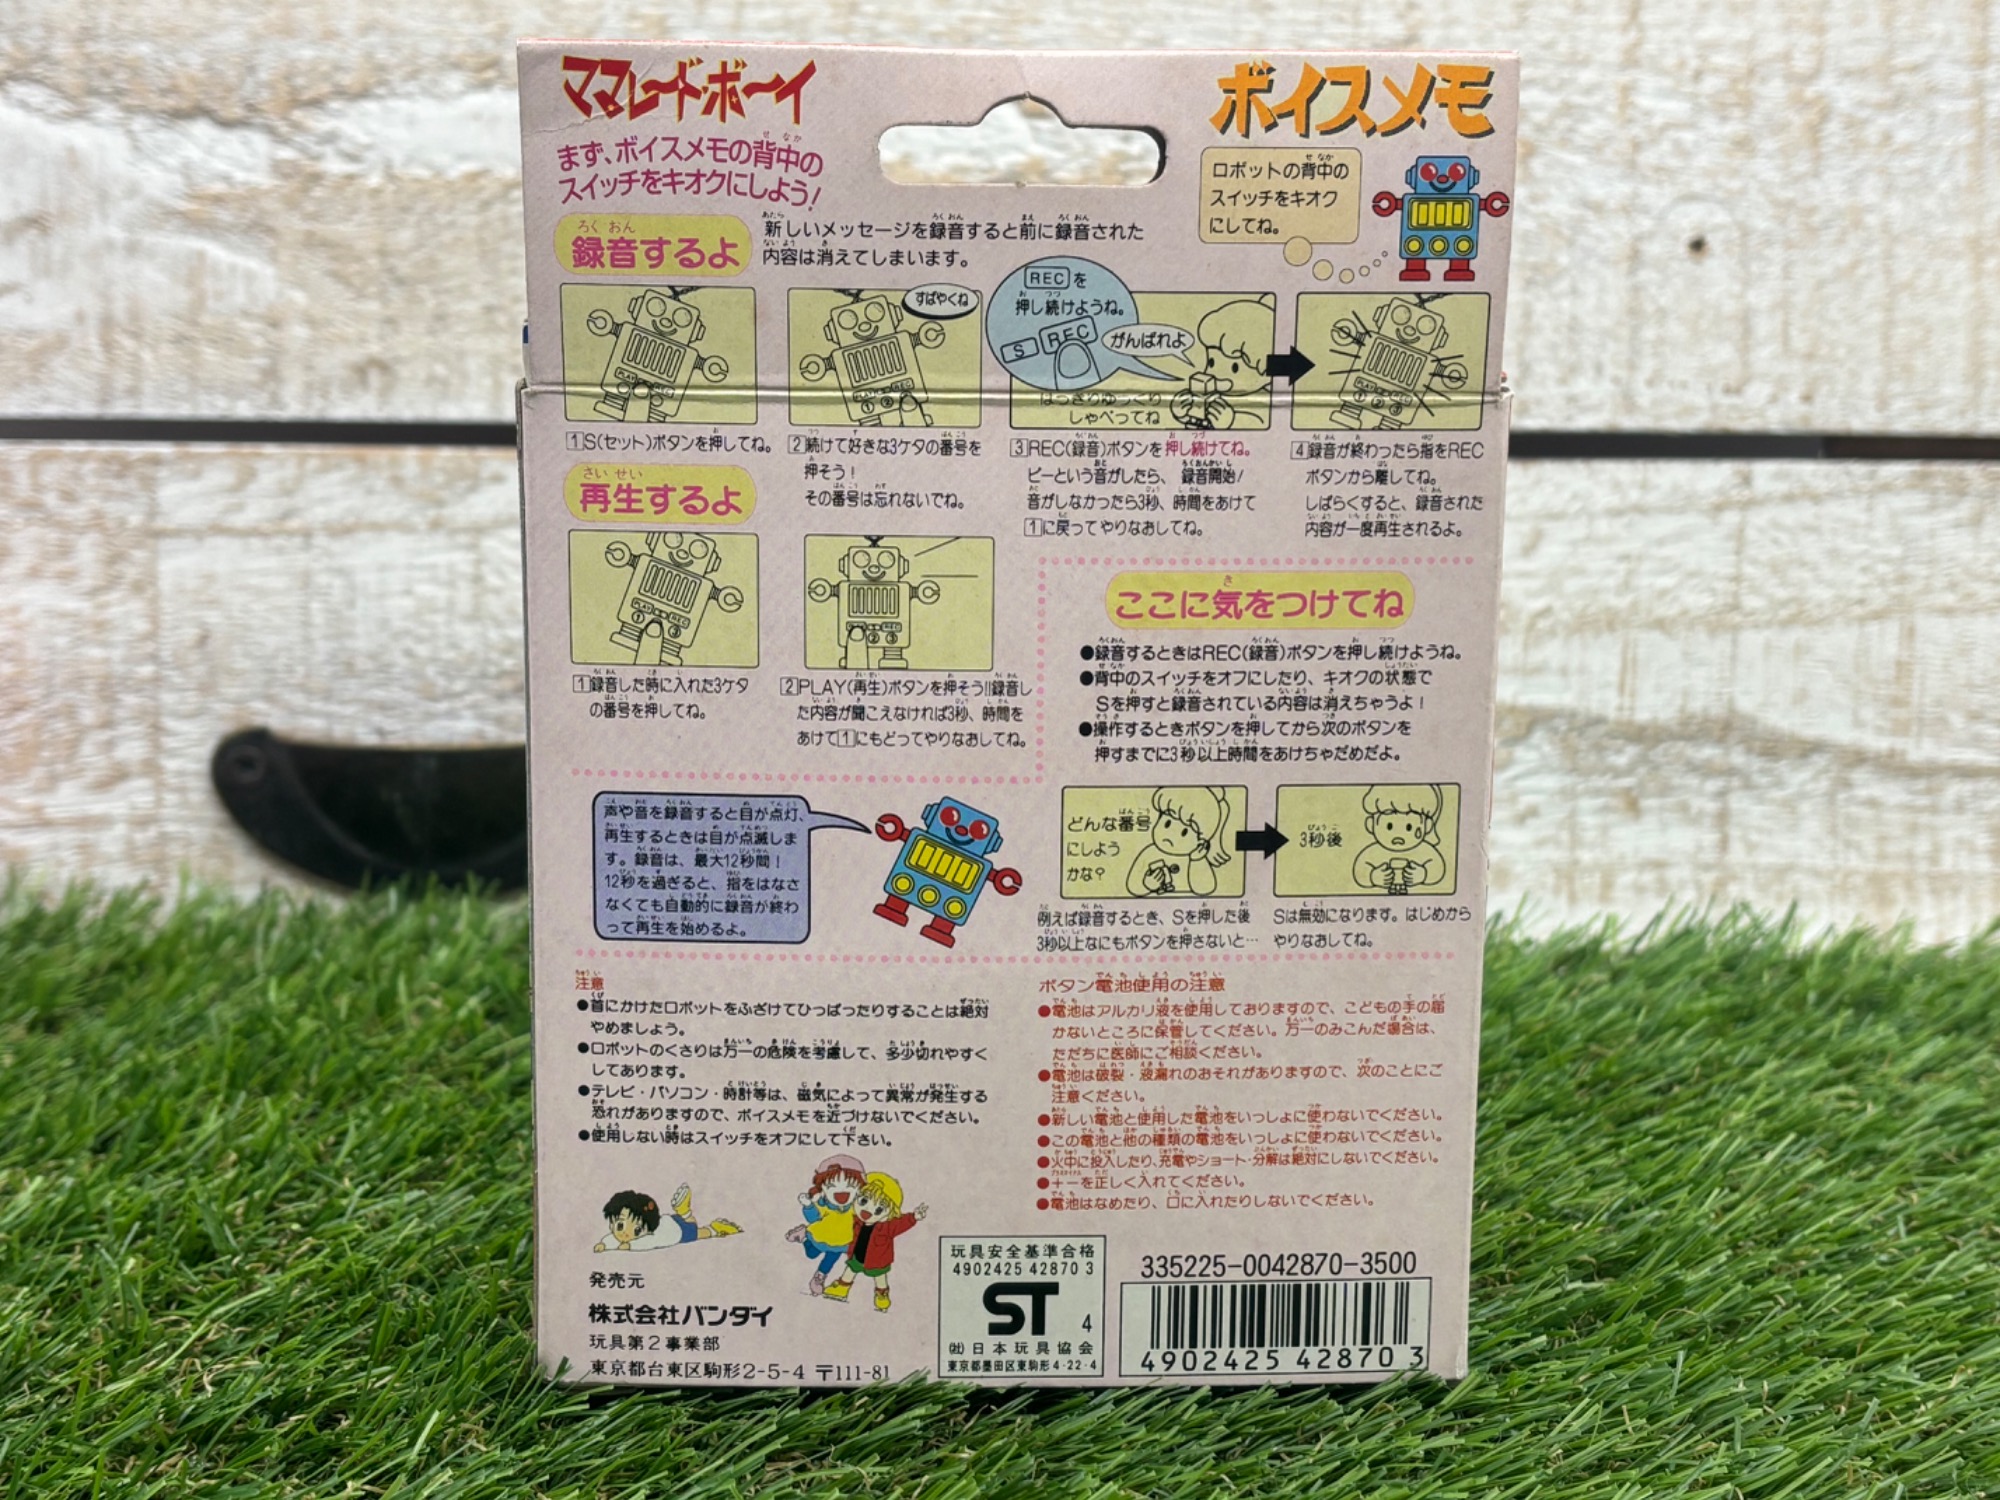 ママレード・ボーイ
ボイスメモ
まず、ボイスメモの背中の
スイッチをキオクにしよう!
ロボットの背中の
スイッチをキオク
にしてね。
録音するよ
新しいメッセージを録音すると前に録音された
内容は消えてしまいます。
すばやくね
RECを
押し続けようね。
S REC
がんばれよ
はっきりゆっくり
しゃべってね
1S(セット)ボタンを押してね。
2続けて好きな3ケタの番号を
押そう!
その番号は忘れないでね。
3REC(録音)ボタンを押し続けてね。
ピーという音がしたら、録音開始!
音がしなかったら3秒、時間をあけて
1に戻ってやりなおしてね。
4録音が終わったら指をREC
ボタンから離してね。
しばらくすると、録音された
内容が一度再生されるよ。
再生するよ
1録音した時に入れた3ケタ
の番号を押してね。
2PLAY(再生)ボタンを押そう!!録音し
た内容が聞こえなければ3秒、時間を
あけて1にもどってやりなおしてね。
ここに気をつけてね
●録音するときはREC(録音)ボタンを押し続けようね。
●背中のスイッチをオフにしたり、キオクの状態で
Sを押すと録音されている内容は消えちゃうよ!
●操作するときボタンを押してから次のボタンを
押すまでに3秒以上時間をあけちゃだめだよ。
声や音を録音すると目が点灯、
再生するときは目が点滅しま
す。録音は、最大12秒間!
12秒を過ぎると、指をはなさ
なくても自動的に録音が終わ
って再生を始めるよ。
どんな番号
にしよう
かな?
3秒後
例えば録音するとき、Sを押した後
3秒以上なにもボタンを押さないと…
Sは無効になります。はじめから
やりなおしてね。
注意
●首にかけたロボットをふざけてひっぱったりすることは絶対
やめましょう。
●ロボットのくさりは万一の危険を考慮して、多少切れやすく
してあります。
●テレビ・パソコン・時計等は、磁気によって異常が発生する
恐れがありますので、ボイスメモを近づけないでください。
●使用しない時はスイッチをオフにして下さい。
ボタン電池使用の注意
●電池はアルカリ液を使用しておりますので、こどもの手の届
かないところに保管してください。万一のみこんだ場合は、
ただちに医師にご相談ください。
●電池は破裂・液漏れのおそれがありますので、次のことにご
注意ください。
●新しい電池と使用した電池をいっしょに使わないでください。
●この電池と他の種類の電池をいっしょに使わないでください。
●火中に投入したり、充電やショート・分解は絶対にしないでください。
●+−を正しく入れてください。
●電池はなめたり、口に入れたりしないでください。
発売元
株式会社バンダイ
玩具第2事業部
東京都台東区駒形2-5-4 〒111-81
玩具安全基準合格
4902425 42870 3
ST 4
㈳日本玩具協会
東京都墨田区東駒形4-22-4
335225-0042870-3500
4902425 428703